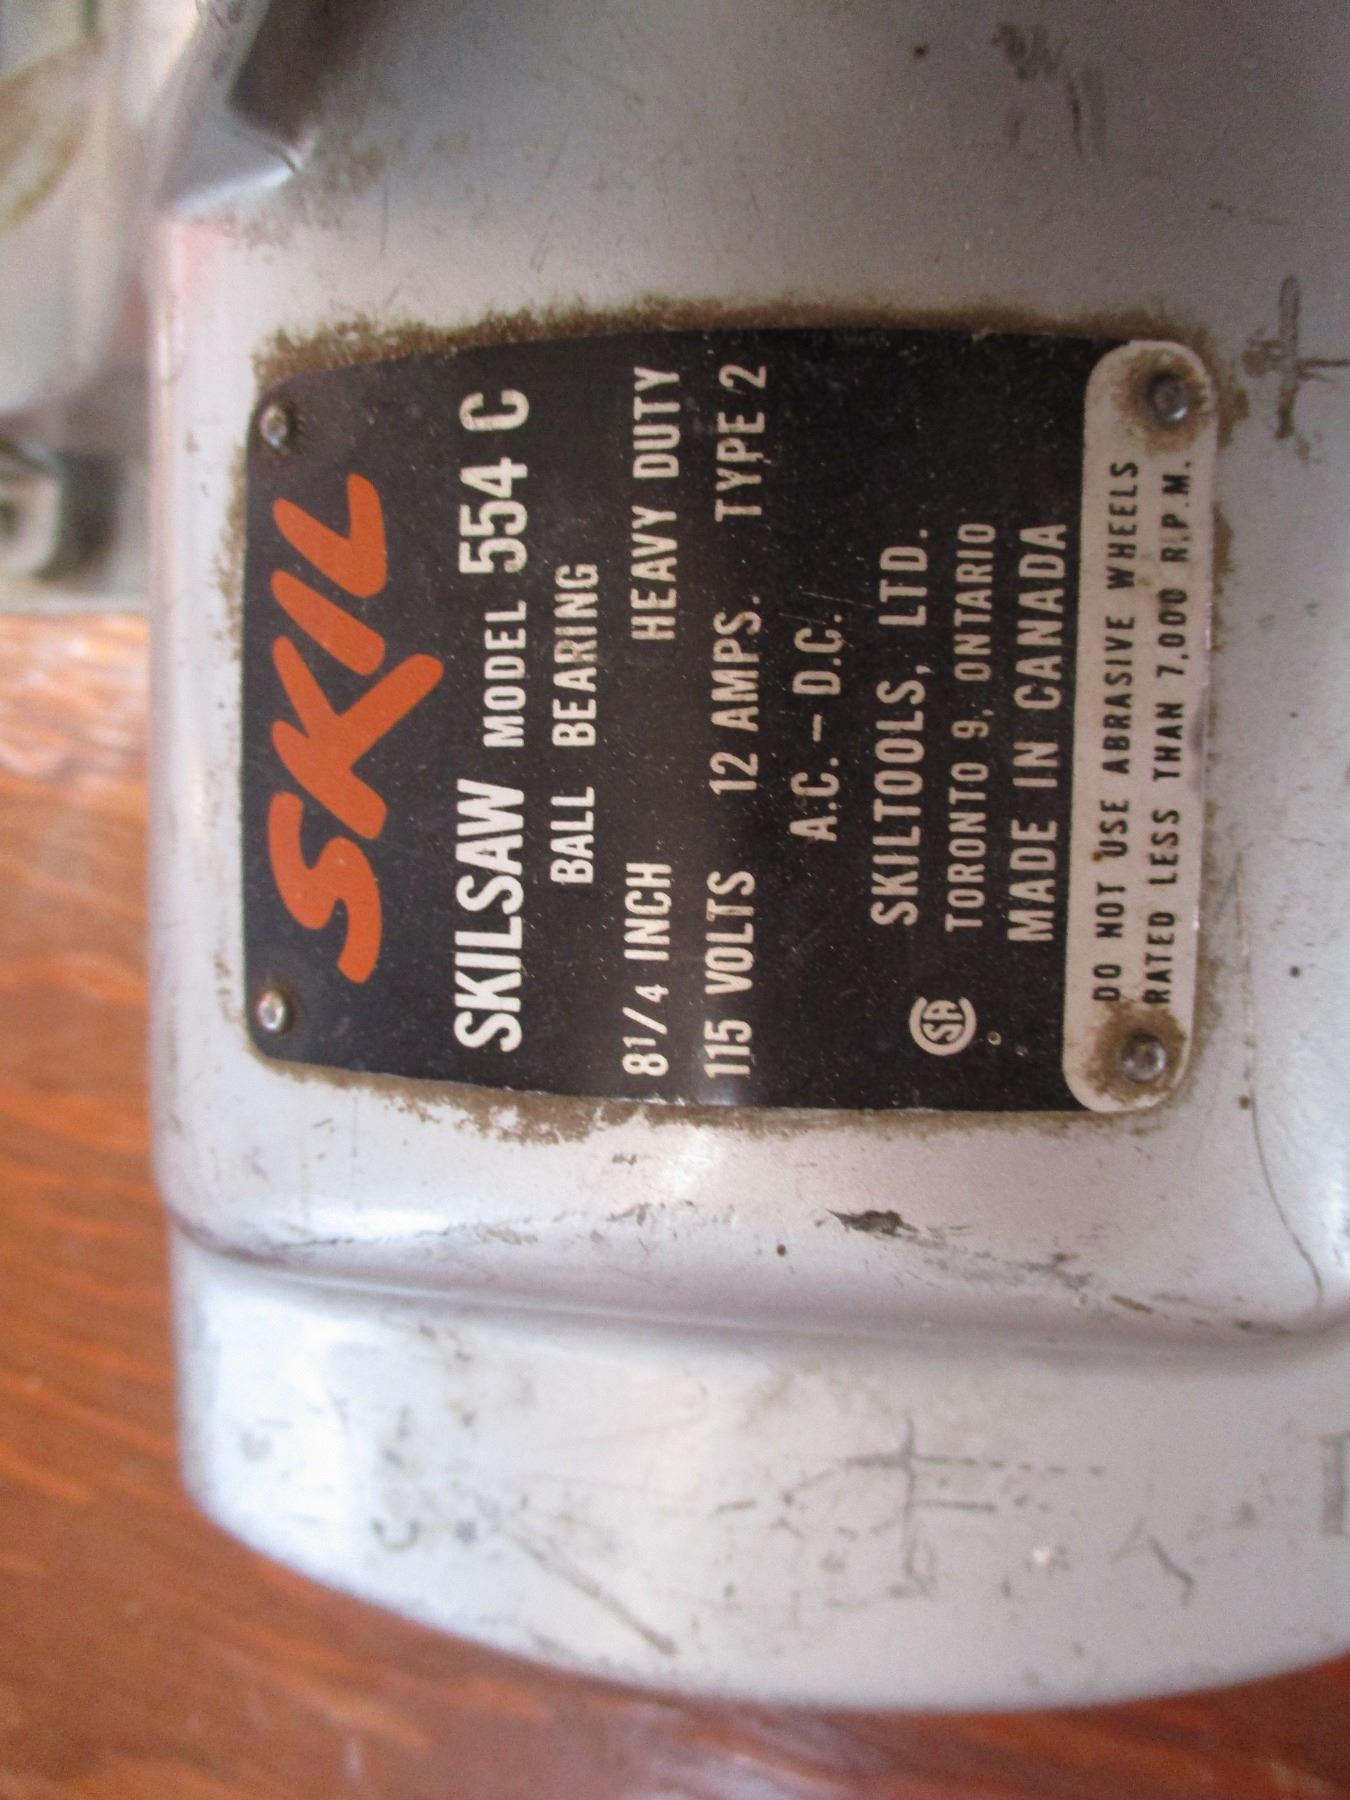 SKIL
SKILSAW MODEL 554 C
BALL BEARING
8 1/4 INCH HEAVY DUTY
115 VOLTS 12 AMPS. TYPE 2
A.C. – D.C.
SKILTOOLS, LTD.
SA TORONTO 9, ONTARIO
MADE IN CANADA
DO NOT USE ABRASIVE WHEELS
RATED LESS THAN 7,000 R.P.M.